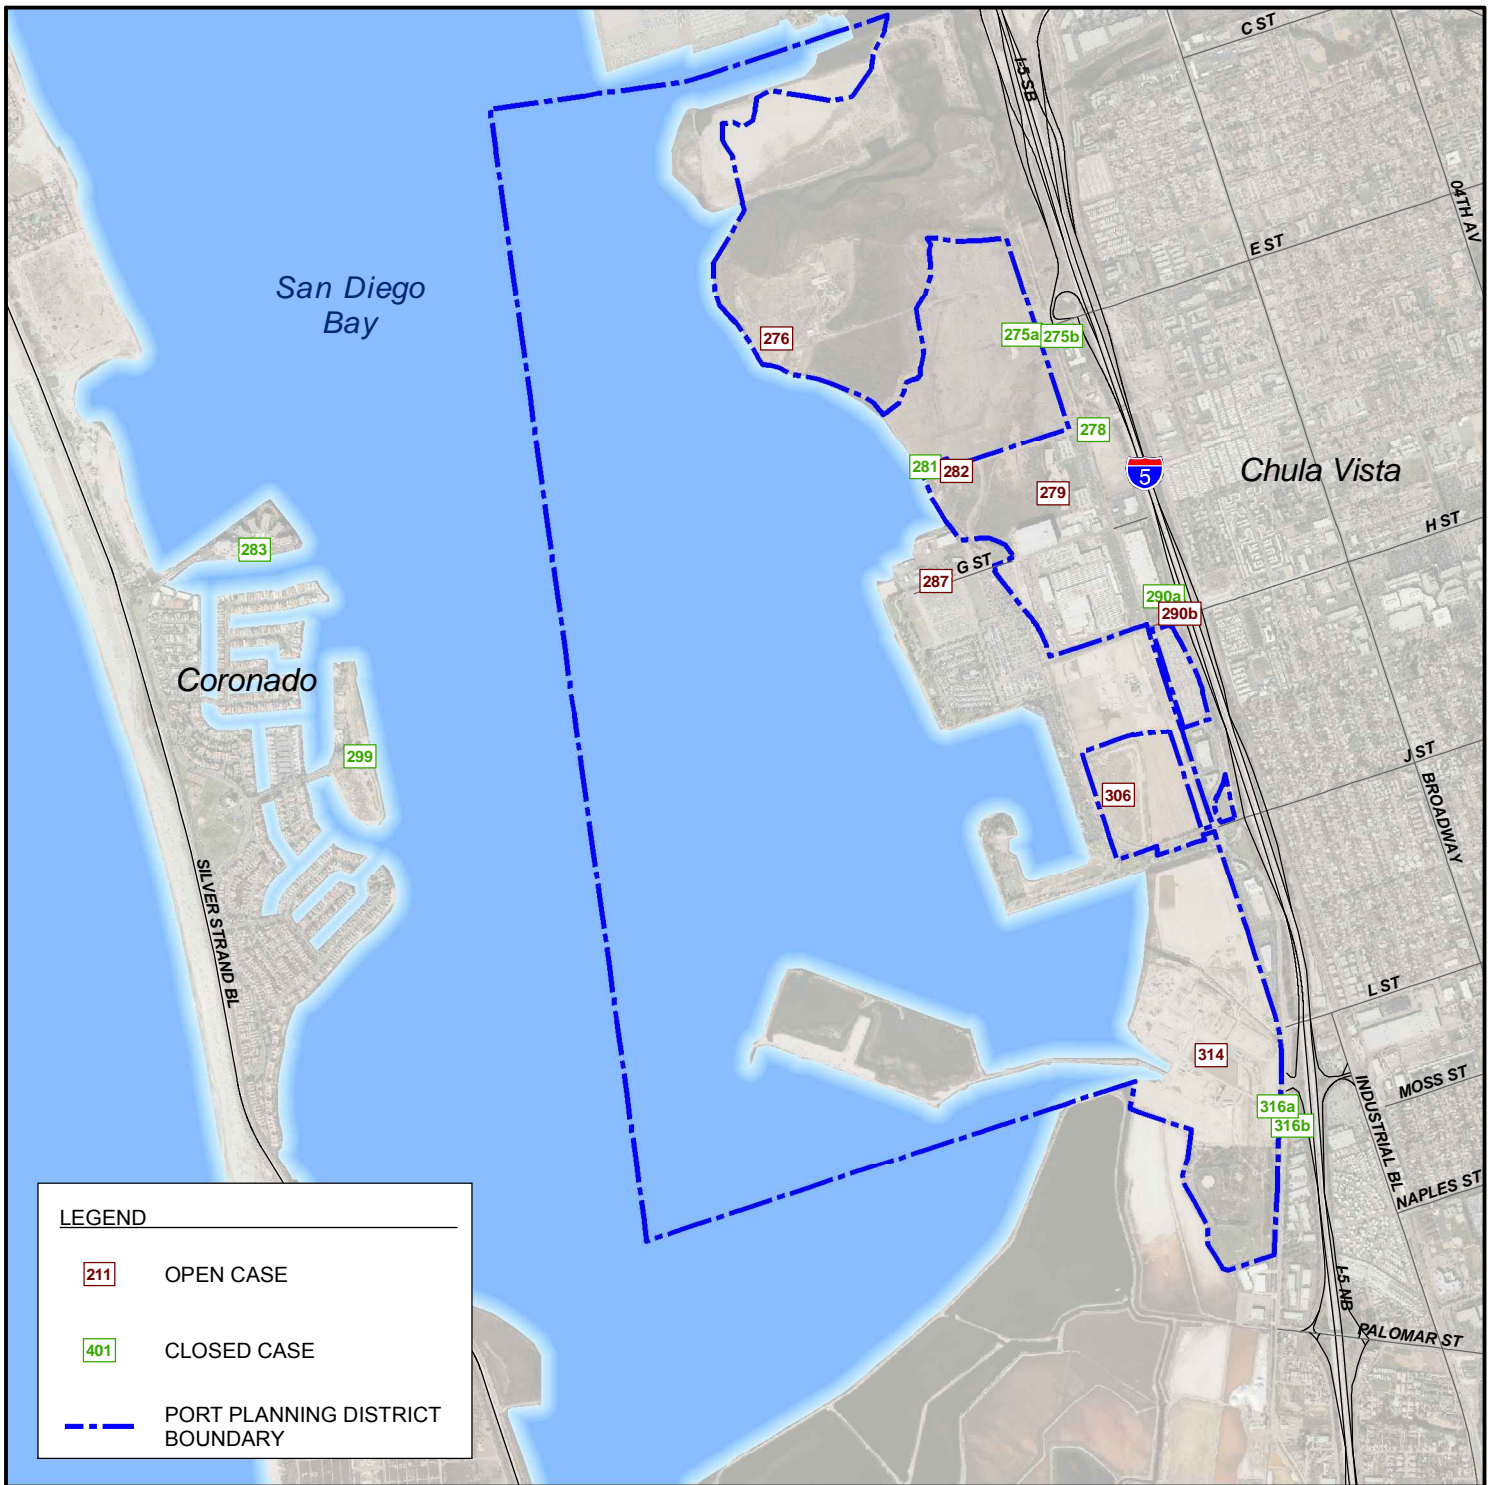 C ST
I-5 SB
04TH AV
E ST
San Diego
Bay
276
275a
275b
278
281
282
279
5
Chula Vista
H ST
283
G ST
287
290a
290b
Coronado
299
J ST
306
BROADWAY
SILVER STRAND BL
L ST
314
MOSS ST
INDUSTRIAL BL
316a
316b
NAPLES ST
I-5 NB
PALOMAR ST
LEGEND
211 OPEN CASE
401 CLOSED CASE
PORT PLANNING DISTRICT
BOUNDARY